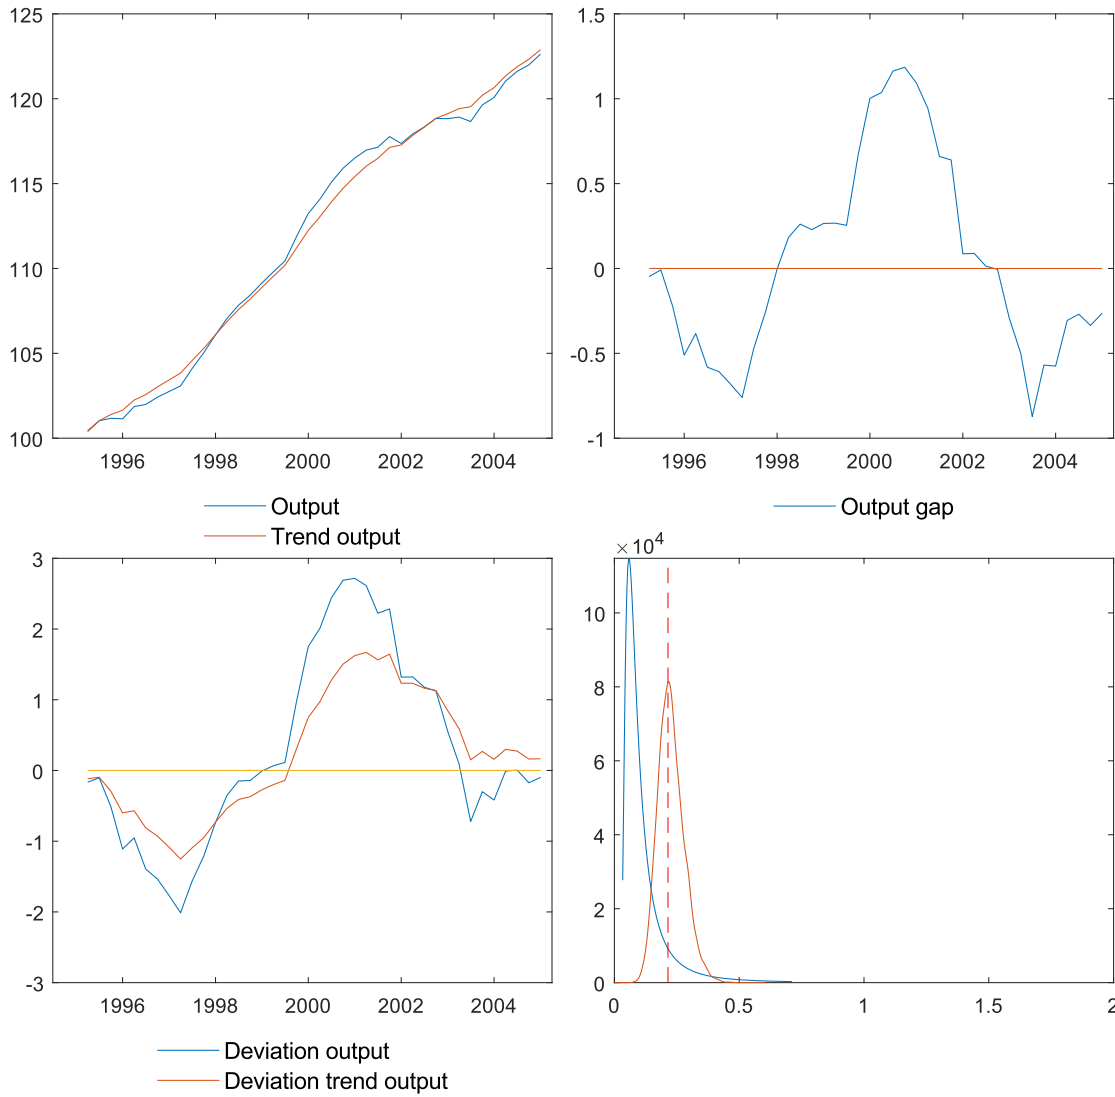 125
120
115
110
105
100
1996 1998 2000 2002 2004
Output
Trend output
1.5
1
0.5
0
-0.5
-1
1996 1998 2000 2002 2004
Output gap
3
2
1
0
-1
-2
-3
1996 1998 2000 2002 2004
Deviation output
Deviation trend output
×10⁴
10
8
6
4
2
0
0 0.5 1 1.5 2